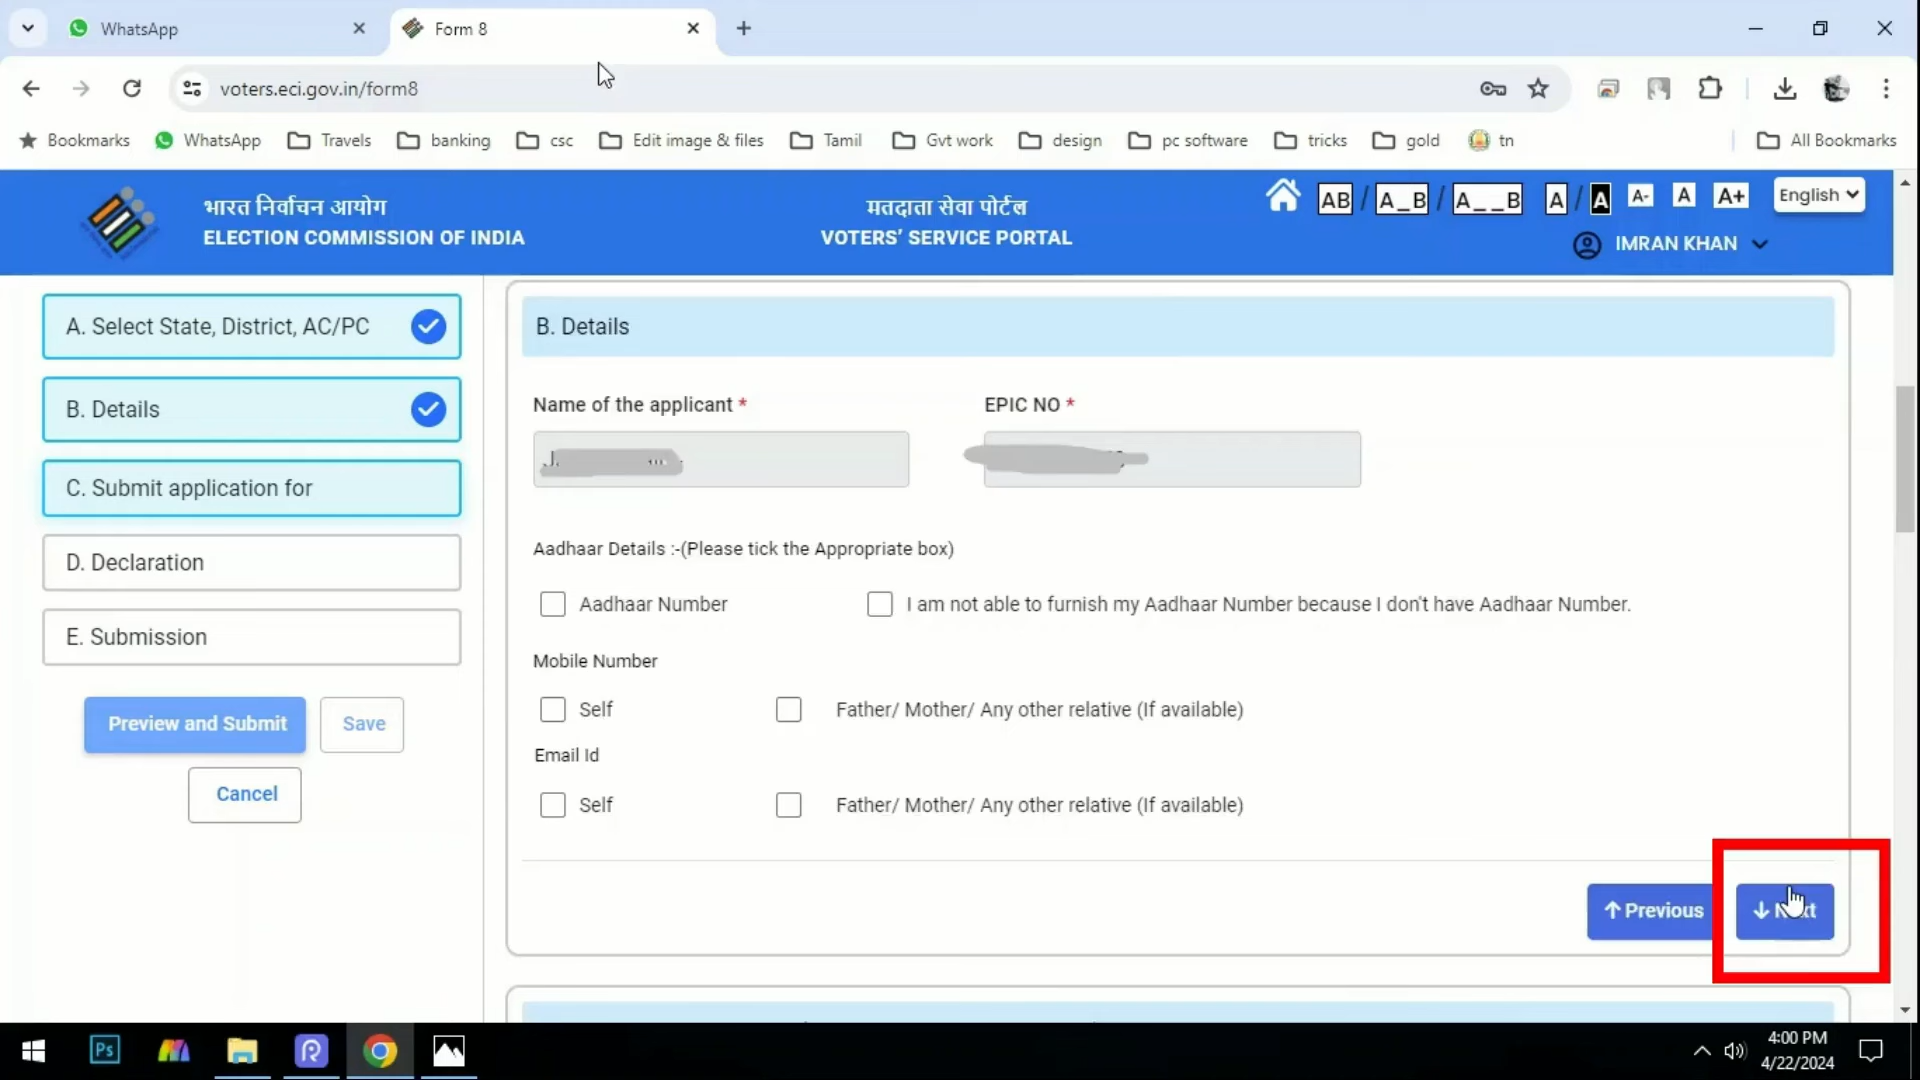 WhatsApp
Form 8
voters.eci.gov.in/form8
Bookmarks
WhatsApp
Travels
banking
csc
Edit image & files
Tamil
Gvt work
design
pc software
tricks
gold
tn
All Bookmarks
भारत निर्वाचन आयोग
ELECTION COMMISSION OF INDIA
मतदाता सेवा पोर्टल
VOTERS' SERVICE PORTAL
AB / A_B / A__B A / A A- A A+ English
IMRAN KHAN
A. Select State, District, AC/PC
B. Details
C. Submit application for
D. Declaration
E. Submission
Preview and Submit
Save
Cancel
B. Details
Name of the applicant *
EPIC NO *
Aadhaar Details :-(Please tick the Appropriate box)
Aadhaar Number
I am not able to furnish my Aadhaar Number because I don't have Aadhaar Number.
Mobile Number
Self
Father/ Mother/ Any other relative (If available)
Email Id
Self
Father/ Mother/ Any other relative (If available)
Previous
Next
Ps
4:00 PM
4/22/2024